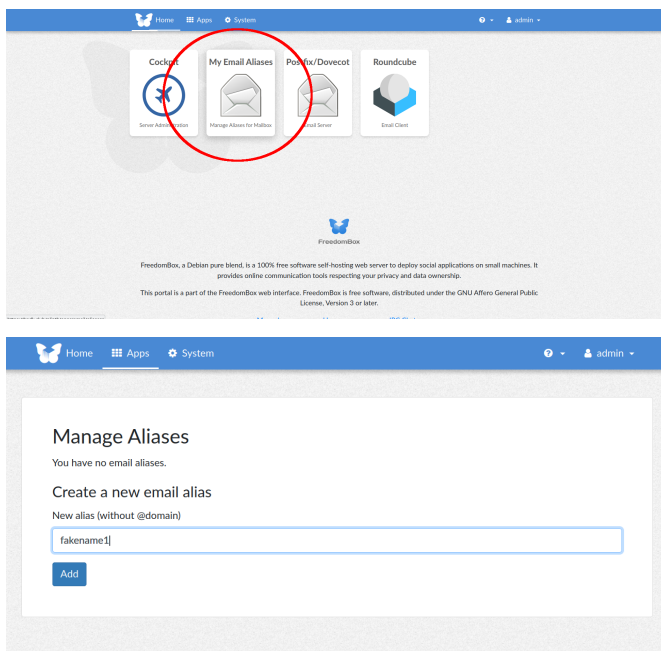 Home Apps System admin
Cockpit My Email Aliases Postfix/Dovecot Roundcube
Server Administration Manage Aliases for Mailbox Email Server Email Client
FreedomBox
FreedomBox, a Debian pure blend, is a 100% free software self-hosting web server to deploy social applications on small machines. It
provides online communication tools respecting your privacy and data ownership.
This portal is a part of the FreedomBox web interface. FreedomBox is free software, distributed under the GNU Affero General Public
License, Version 3 or later.
Home Apps System admin
Manage Aliases
You have no email aliases.
Create a new email alias
New alias (without @domain)
fakename1
Add